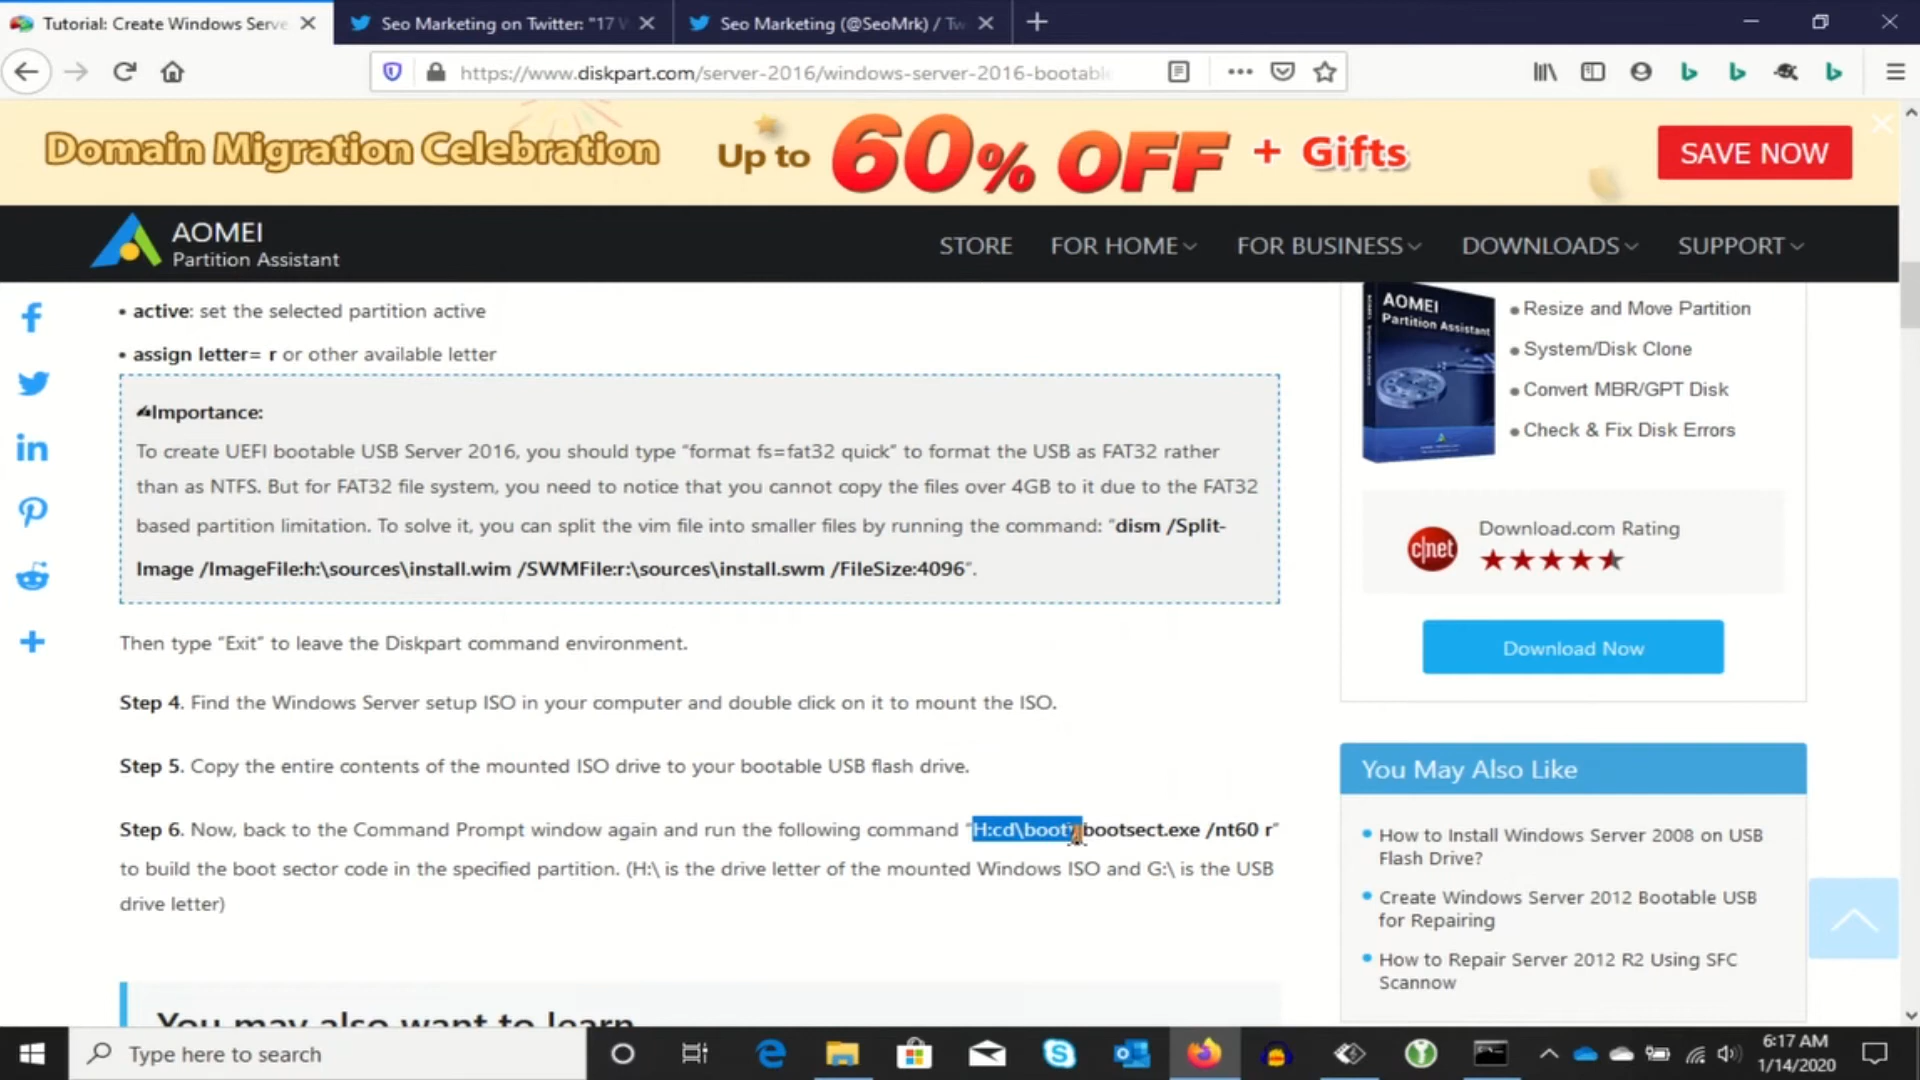 Tutorial: Create Windows Serve
Seo Marketing on Twitter: "17 W
Seo Marketing (@SeoMrk) / Tw
https://www.diskpart.com/server-2016/windows-server-2016-bootabl
Domain Migration Celebration
Up to 60% OFF + Gifts
SAVE NOW
AOMEI
Partition Assistant
STORE
FOR HOME
FOR BUSINESS
DOWNLOADS
SUPPORT
• active: set the selected partition active
• assign letter= r or other available letter
Importance:
To create UEFI bootable USB Server 2016, you should type "format fs=fat32 quick" to format the USB as FAT32 rather
than as NTFS. But for FAT32 file system, you need to notice that you cannot copy the files over 4GB to it due to the FAT32
based partition limitation. To solve it, you can split the vim file into smaller files by running the command: "dism /Split-
Image /ImageFile:h:\sources\install.wim /SWMFile:r:\sources\install.swm /FileSize:4096".
Then type "Exit" to leave the Diskpart command environment.
Step 4. Find the Windows Server setup ISO in your computer and double click on it to mount the ISO.
Step 5. Copy the entire contents of the mounted ISO drive to your bootable USB flash drive.
Step 6. Now, back to the Command Prompt window again and run the following command "H:cd\boot\ bootsect.exe /nt60 r"
to build the boot sector code in the specified partition. (H:\ is the drive letter of the mounted Windows ISO and G:\ is the USB
drive letter)
You may also want to learn
AOMEI
Partition Assistant
• Resize and Move Partition
• System/Disk Clone
• Convert MBR/GPT Disk
• Check & Fix Disk Errors
c|net
Download.com Rating
Download Now
You May Also Like
• How to Install Windows Server 2008 on USB
Flash Drive?
• Create Windows Server 2012 Bootable USB
for Repairing
• How to Repair Server 2012 R2 Using SFC
Scannow
Type here to search
6:17 AM
1/14/2020